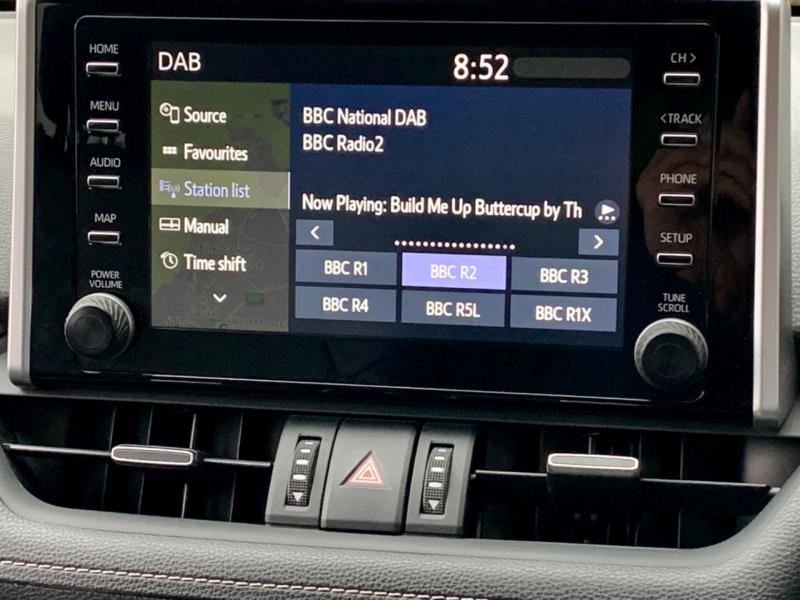 HOME
MENU
AUDIO
MAP
POWER
VOLUME
DAB
8:52
Source
Favourites
Station list
Manual
Time shift
BBC National DAB
BBC Radio2
Now Playing: Build Me Up Buttercup by Th
<
>
BBC R1
BBC R2
BBC R3
BBC R4
BBC R5L
BBC R1X
CH >
< TRACK
PHONE
SETUP
TUNE
SCROLL